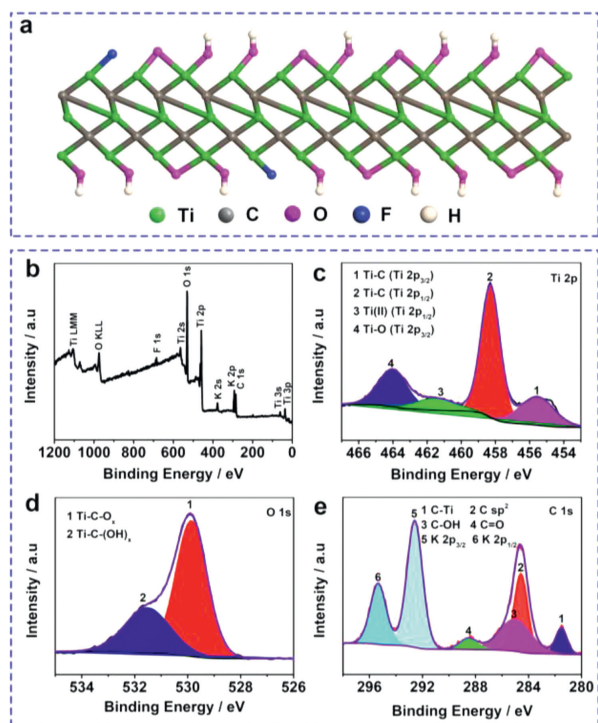 a
Ti C O F H
b
Intensity / a.u
Ti LMM
O KLL
F 1s
Ti 2s
O 1s
Ti 2p
K 2s
K 2p
C 1s
Ti 3s
Ti 3p
1200 1000 800 600 400 200 0
Binding Energy / eV
c
Intensity / a.u
1 Ti-C (Ti 2p3/2)
2 Ti-C (Ti 2p1/2)
3 Ti(II) (Ti 2p1/2)
4 Ti-O (Ti 2p3/2)
Ti 2p
2
4
3
1
466 464 462 460 458 456 454
Binding Energy / eV
d
Intensity / a.u
1 Ti-C-Ox
2 Ti-C-(OH)x
O 1s
1
2
534 532 530 528 526
Binding Energy / eV
e
Intensity / a.u
1 C-Ti 2 C sp2
3 C-OH 4 C=O
5 K 2p3/2 6 K 2p1/2
C 1s
5
6
2
3
4
1
296 292 288 284 280
Binding Energy / eV